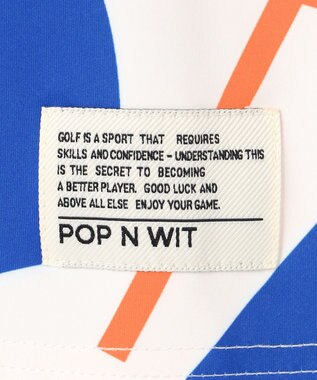 GOLF IS A SPORT THAT REQUIRES
SKILLS AND CONFIDENCE - UNDERSTANDING THIS
IS THE SECRET TO BECOMING
A BETTER PLAYER. GOOD LUCK AND
ABOVE ALL ELSE ENJOY YOUR GAME.
POP N WIT